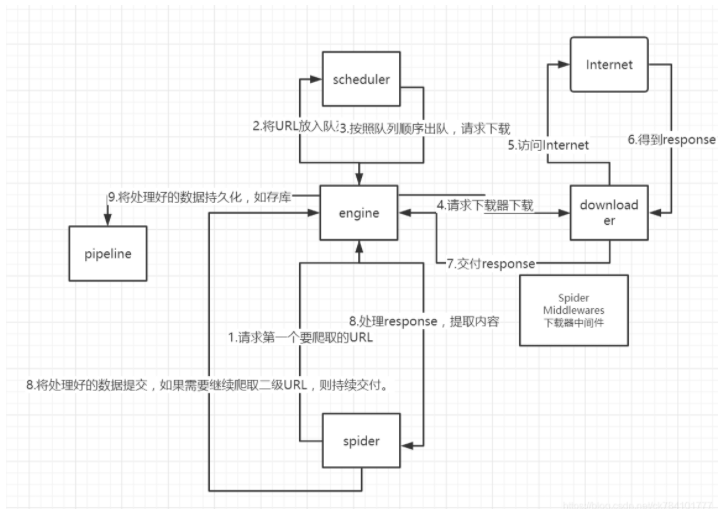 scheduler
Internet
2.将URL放入队
3.按照队列顺序出队，请求下载
5.访问Internet
6.得到response
9.将处理好的数据持久化，如存库
engine
4.请求下载器下载
download
er
pipeline
7.交付response
Spider
Middlewares
下载器中间件
8.处理response，提取内容
1.请求第一个要爬取的URL
8.将处理好的数据提交，如果需要继续爬取二级URL，则持续交付。
spider